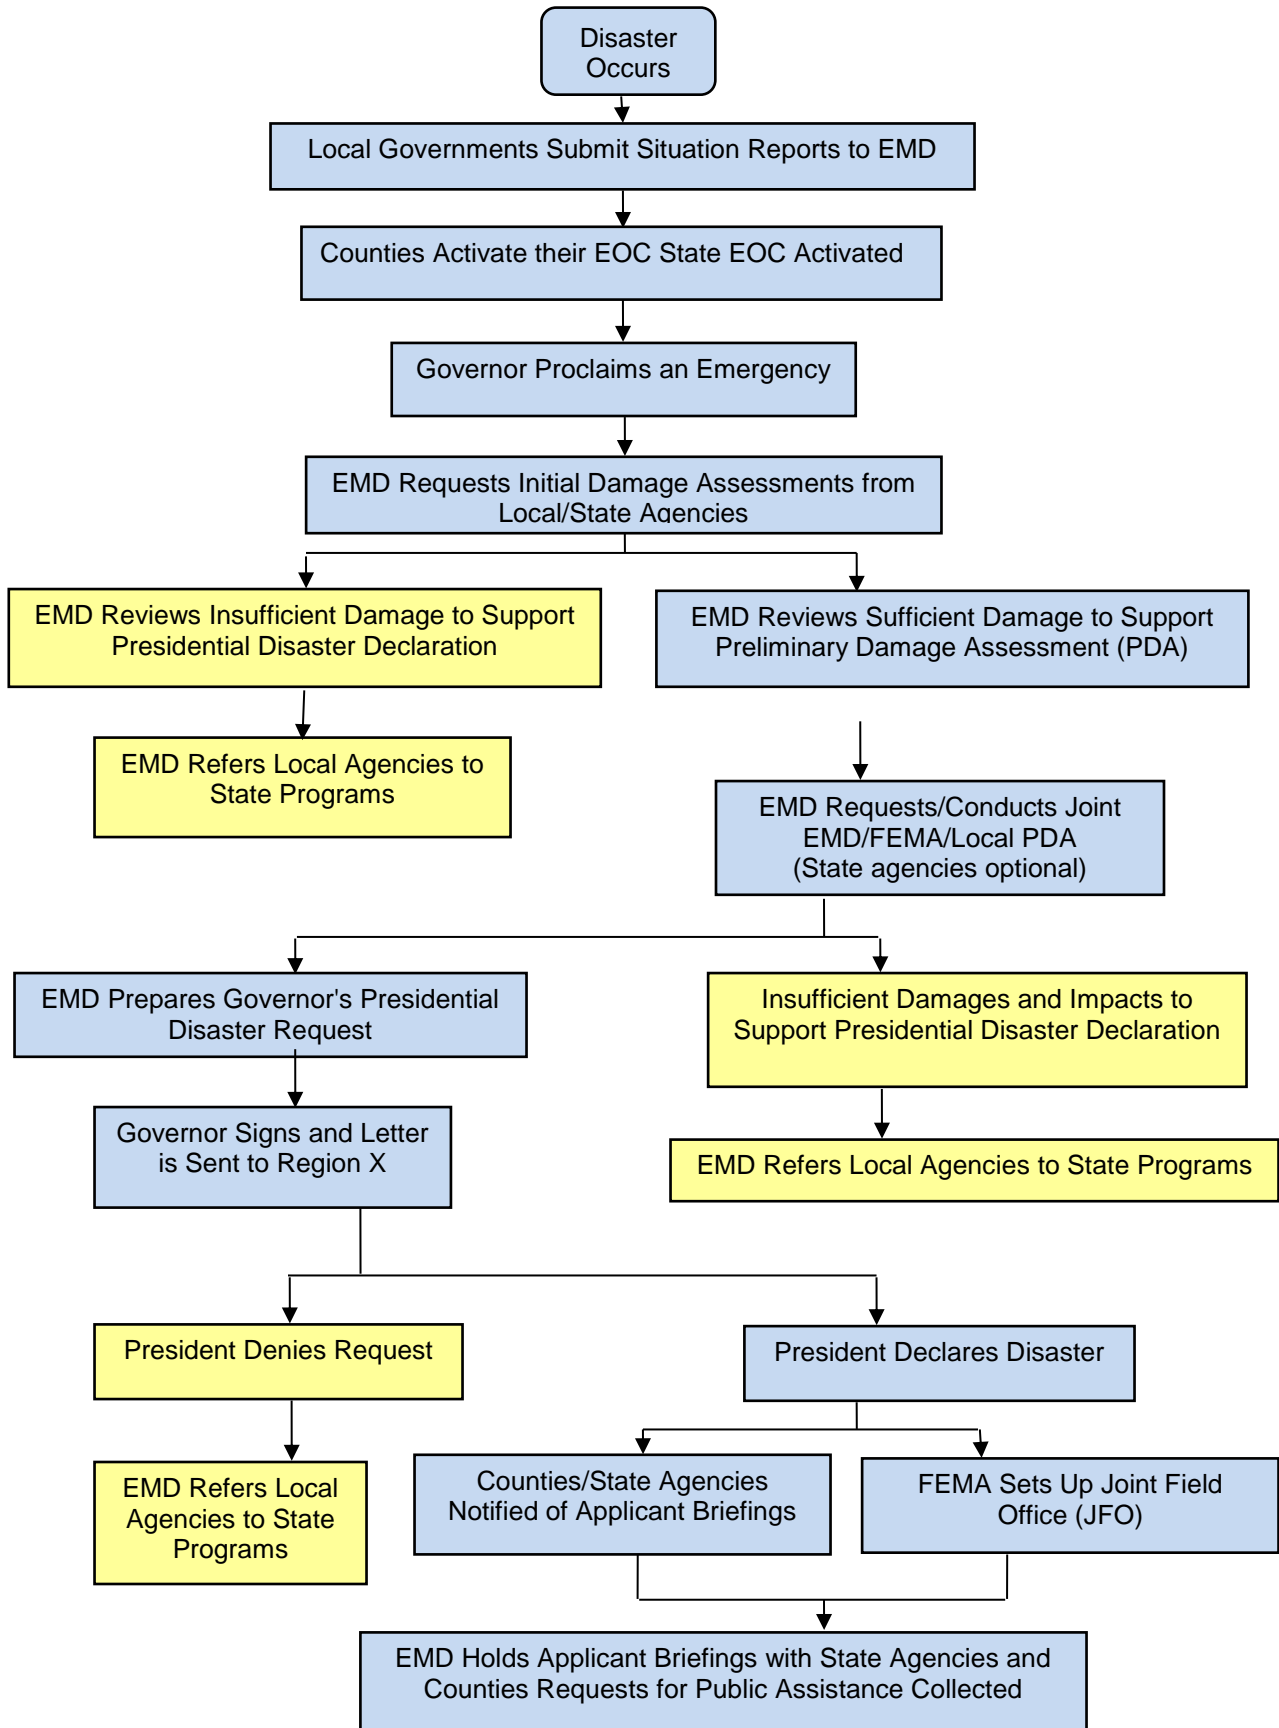 Disaster
Occurs
Local Governments Submit Situation Reports to EMD
Counties Activate their EOC State EOC Activated
Governor Proclaims an Emergency
EMD Requests Initial Damage Assessments from
Local/State Agencies
EMD Reviews Insufficient Damage to Support
Presidential Disaster Declaration
EMD Reviews Sufficient Damage to Support
Preliminary Damage Assessment (PDA)
EMD Refers Local Agencies to
State Programs
EMD Requests/Conducts Joint
EMD/FEMA/Local PDA
(State agencies optional)
EMD Prepares Governor's Presidential
Disaster Request
Insufficient Damages and Impacts to
Support Presidential Disaster Declaration
Governor Signs and Letter
is Sent to Region X
EMD Refers Local Agencies to State Programs
President Denies Request
President Declares Disaster
EMD Refers Local
Agencies to State
Programs
Counties/State Agencies
Notified of Applicant Briefings
FEMA Sets Up Joint Field
Office (JFO)
EMD Holds Applicant Briefings with State Agencies and
Counties Requests for Public Assistance Collected